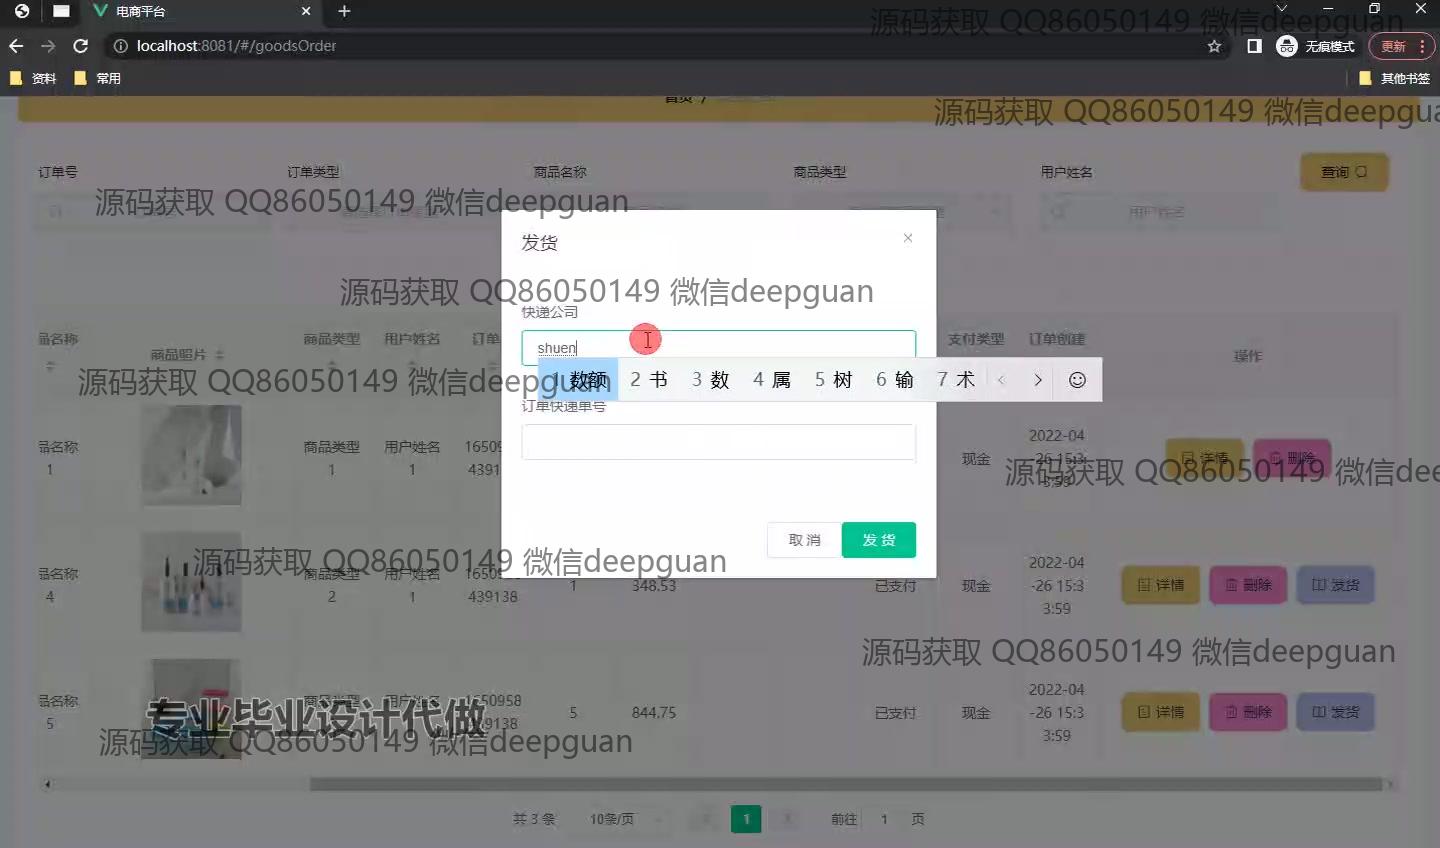 电商平台
localhost:8081/#/goodsOrder
无痕模式
更新
资料
常用
其他书签
源码获取 QQ86050149 微信deepguan
源码获取 QQ86050149 微信deepgua
首页 /
订单号
订单类型
商品名称
商品类型
用户姓名
查询
源码获取 QQ86050149 微信deepguan
用户姓名
发货
源码获取 QQ86050149 微信deepguan
快递公司
shuen
1 数额 2 书 3 数 4 属 5 树 6 输 7 术
订单快递单号
取 消
发 货
品名称
商品照片
商品类型
用户姓名
订单
支付类型
订单创建
操作
源码获取 QQ86050149 微信deepguan
品名称
1
商品类型
1
用户姓名
1
16509
4391
现金
2022-04
-26 15:3
3:59
详情
删除
源码获取 QQ86050149 微信dee
源码获取 QQ86050149 微信deepguan
品名称
4
商品类型
2
用户姓名
1
439138
1
348.53
已支付
现金
2022-04
-26 15:3
3:59
详情
删除
发货
源码获取 QQ86050149 微信deepguan
品名称
5
商品类型
用户姓名
1650958
439138
5
844.75
已支付
现金
2022-04
-26 15:3
3:59
详情
删除
发货
专业毕业设计代做
源码获取 QQ86050149 微信deepguan
共 3 条
10条/页
1
前往
1
页